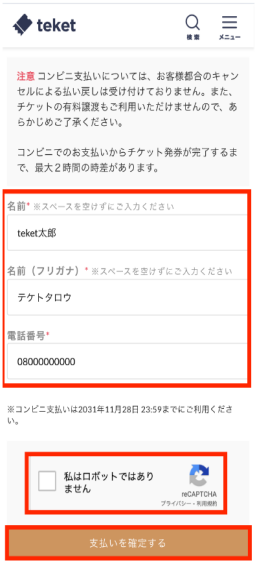 teket
検索
メニュー
注意 コンビニ支払いについては、お客様都合のキャン
セルによる払い戻しは受け付けておりません。また、
チケットの有料譲渡もご利用いただけませんので、あ
らかじめご了承ください。
コンビニでのお支払いからチケット発券が完了するま
で、最大２時間の時差があります。
名前* ※スペースを空けずにご入力ください
teket太郎
名前（フリガナ）* ※スペースを空けずにご入力ください
テケトタロウ
電話番号*
08000000000
※コンビニ支払いは2031年11月28日 23:59までにご利用くださ
い。
私はロボットではあり
ません
reCAPTCHA
プライバシー - 利用規約
支払いを確定する